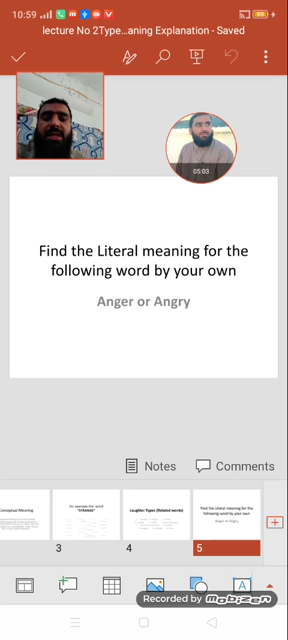 10:59
lecture No 2Type...aning Explanation - Saved
05:03
Find the Literal meaning for the
following word by your own
Anger or Angry
Notes
Comments
Conceptual Meaning
For example the word
"STRANGE"
Laughter Types (Related words)
Find the Literal meaning for the
following word by your own
Anger or Angry
3
4
5
A
Recorded by mobizen